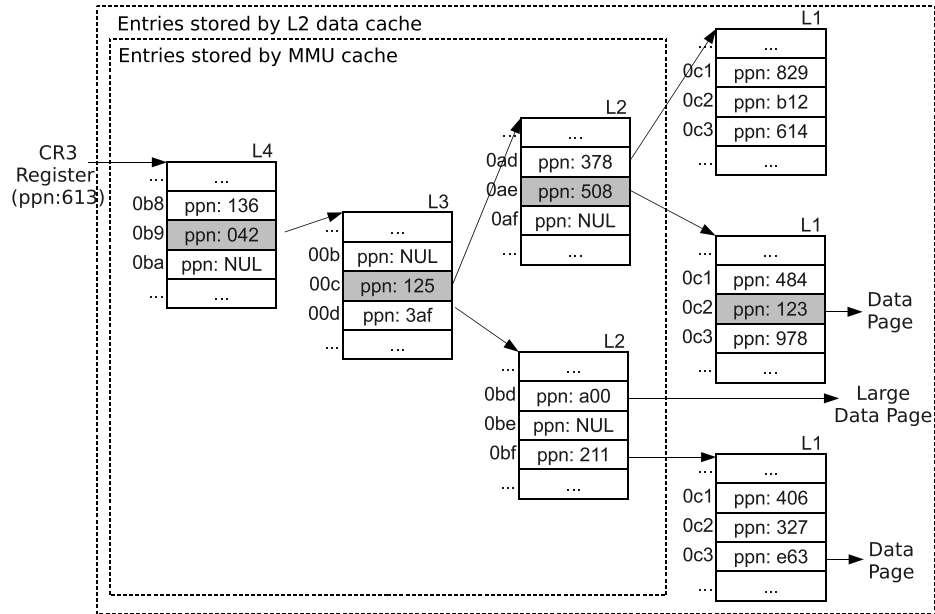 Entries stored by L2 data cache
Entries stored by MMU cache
CR3
Register
(ppn:613)
L4
... ...
0b8 ppn: 136
0b9 ppn: 042
0ba ppn: NUL
... ...
L3
... ...
00b ppn: NUL
00c ppn: 125
00d ppn: 3af
... ...
L2
... ...
0ad ppn: 378
0ae ppn: 508
0af ppn: NUL
... ...
L2
... ...
0bd ppn: a00
0be ppn: NUL
0bf ppn: 211
... ...
L1
... ...
0c1 ppn: 829
0c2 ppn: b12
0c3 ppn: 614
... ...
L1
... ...
0c1 ppn: 484
0c2 ppn: 123
0c3 ppn: 978
... ...
Data
Page
Large
Data Page
L1
... ...
0c1 ppn: 406
0c2 ppn: 327
0c3 ppn: e63
... ...
Data
Page